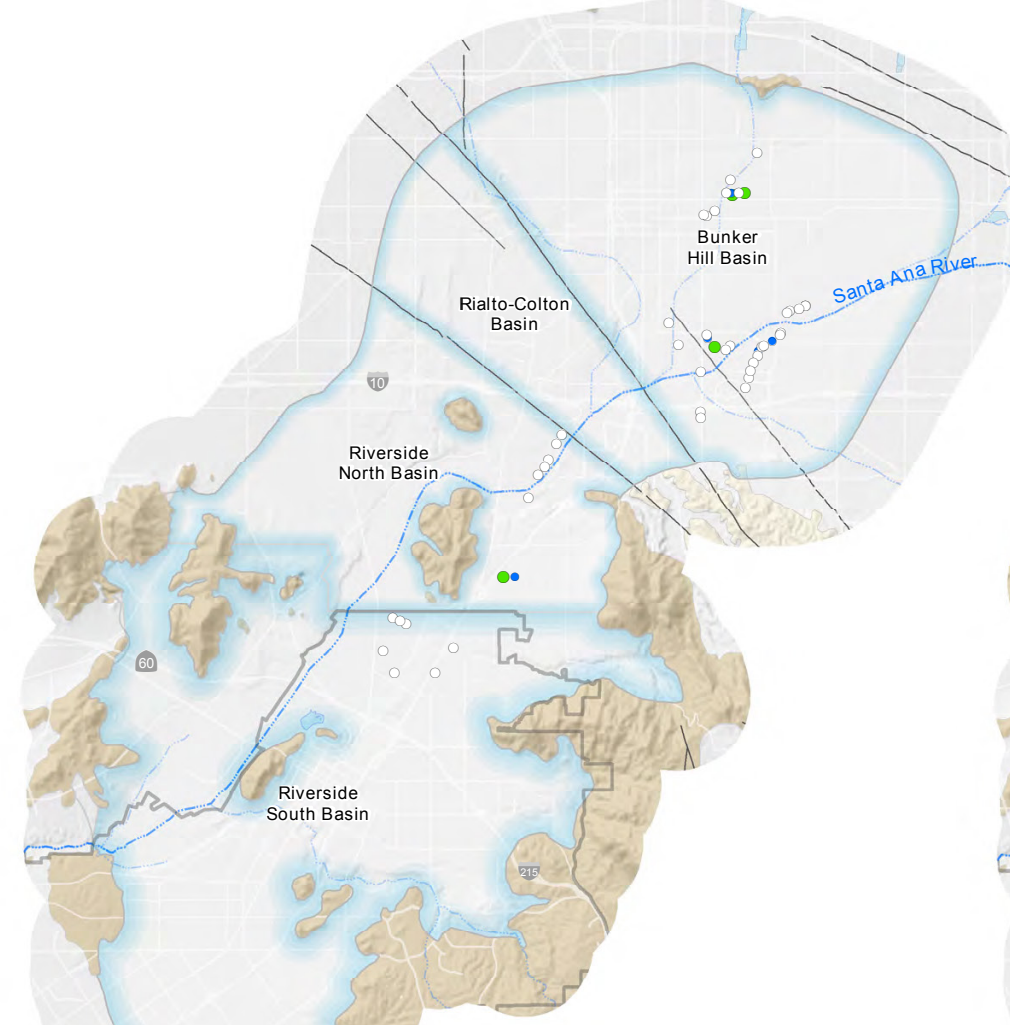 Bunker
Hill Basin
Santa Ana River
Rialto-Colton
Basin
10
Riverside
North Basin
60
Riverside
South Basin
215